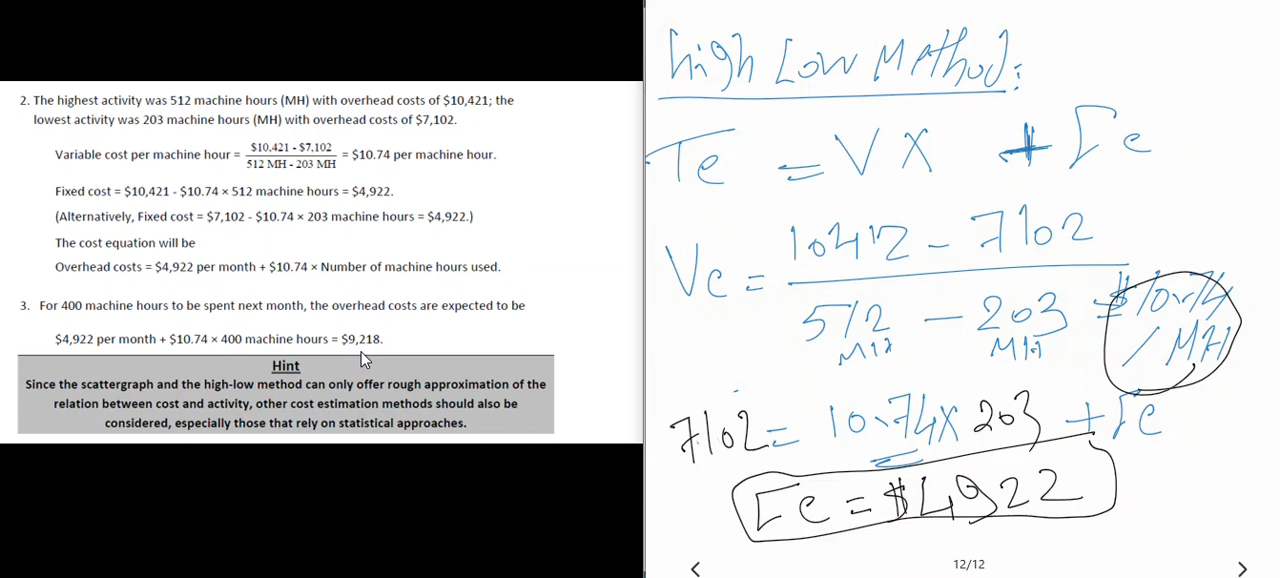 2. The highest activity was 512 machine hours (MH) with overhead costs of $10,421; the
lowest activity was 203 machine hours (MH) with overhead costs of $7,102.
Variable cost per machine hour = $10,421 - $7,102 / 512 MH - 203 MH = $10.74 per machine hour.
Fixed cost = $10,421 - $10.74 × 512 machine hours = $4,922.
(Alternatively, Fixed cost = $7,102 - $10.74 × 203 machine hours = $4,922.)
The cost equation will be
Overhead costs = $4,922 per month + $10.74 × Number of machine hours used.
3. For 400 machine hours to be spent next month, the overhead costs are expected to be
$4,922 per month + $10.74 × 400 machine hours = $9,218.
Hint
Since the scattergraph and the high-low method can only offer rough approximation of the
relation between cost and activity, other cost estimation methods should also be
considered, especially those that rely on statistical approaches.
High Low Method:
Tc = VX + Fc
Vc = 10412 - 7102
512 - 203
MH MH
= $10.74
/MH
7102 = 10.74 x 203 + Fc
Fc = $4922
12/12